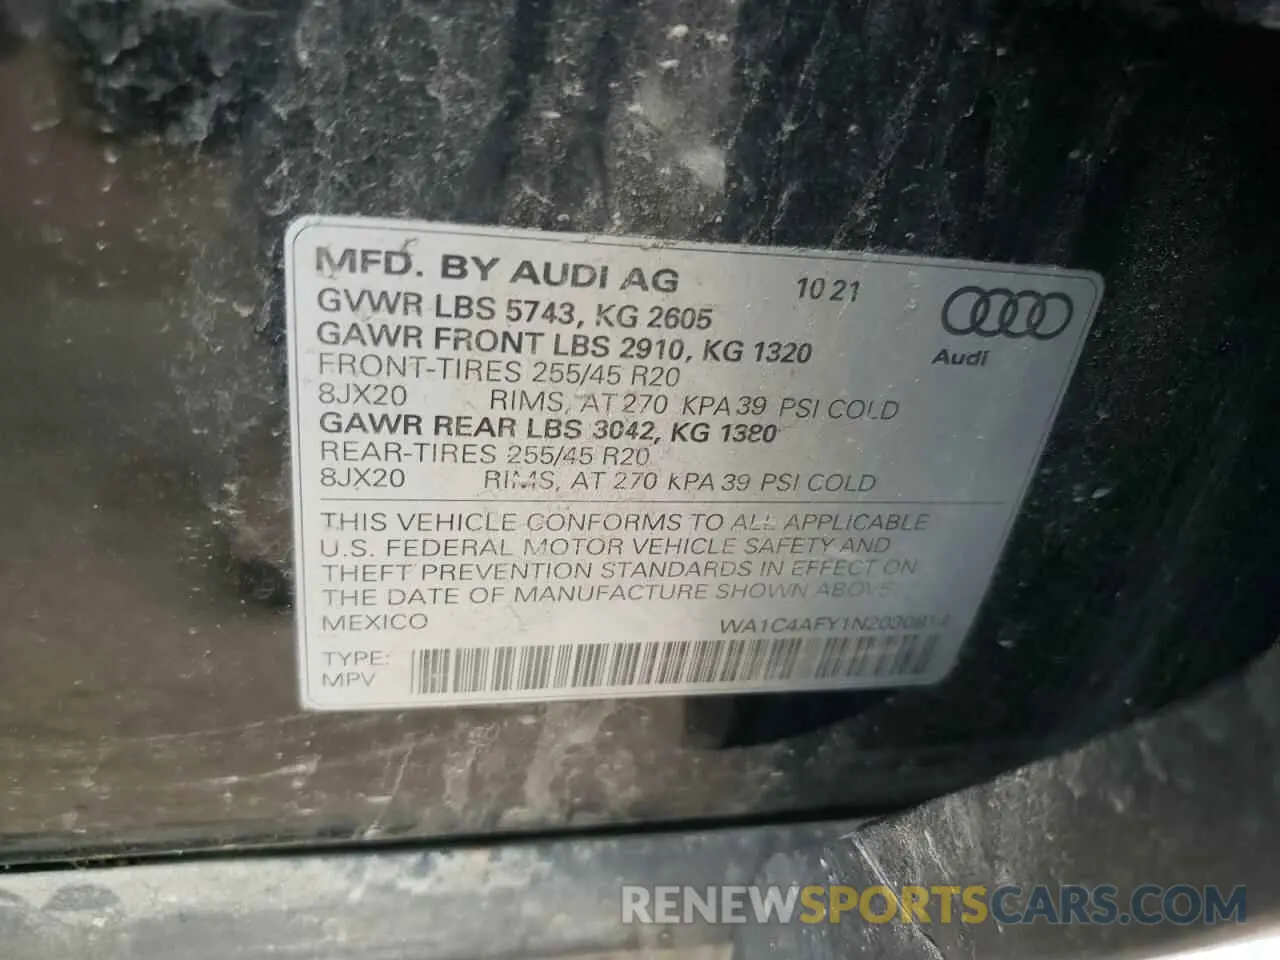 MFD. BY AUDI AG 10 21
GVWR LBS 5743, KG 2605
GAWR FRONT LBS 2910, KG 1320
Audi
FRONT-TIRES 255/45 R20
8JX20 RIMS, AT 270 KPA 39 PSI COLD
GAWR REAR LBS 3042, KG 1380
REAR-TIRES 255/45 R20
8JX20 RIMS, AT 270 KPA 39 PSI COLD
THIS VEHICLE CONFORMS TO ALL APPLICABLE
U.S. FEDERAL MOTOR VEHICLE SAFETY AND
THEFT PREVENTION STANDARDS IN EFFECT ON
THE DATE OF MANUFACTURE SHOWN ABOVE
MEXICO
TYPE:
MPV
RENEWSPORTSCARS.COM